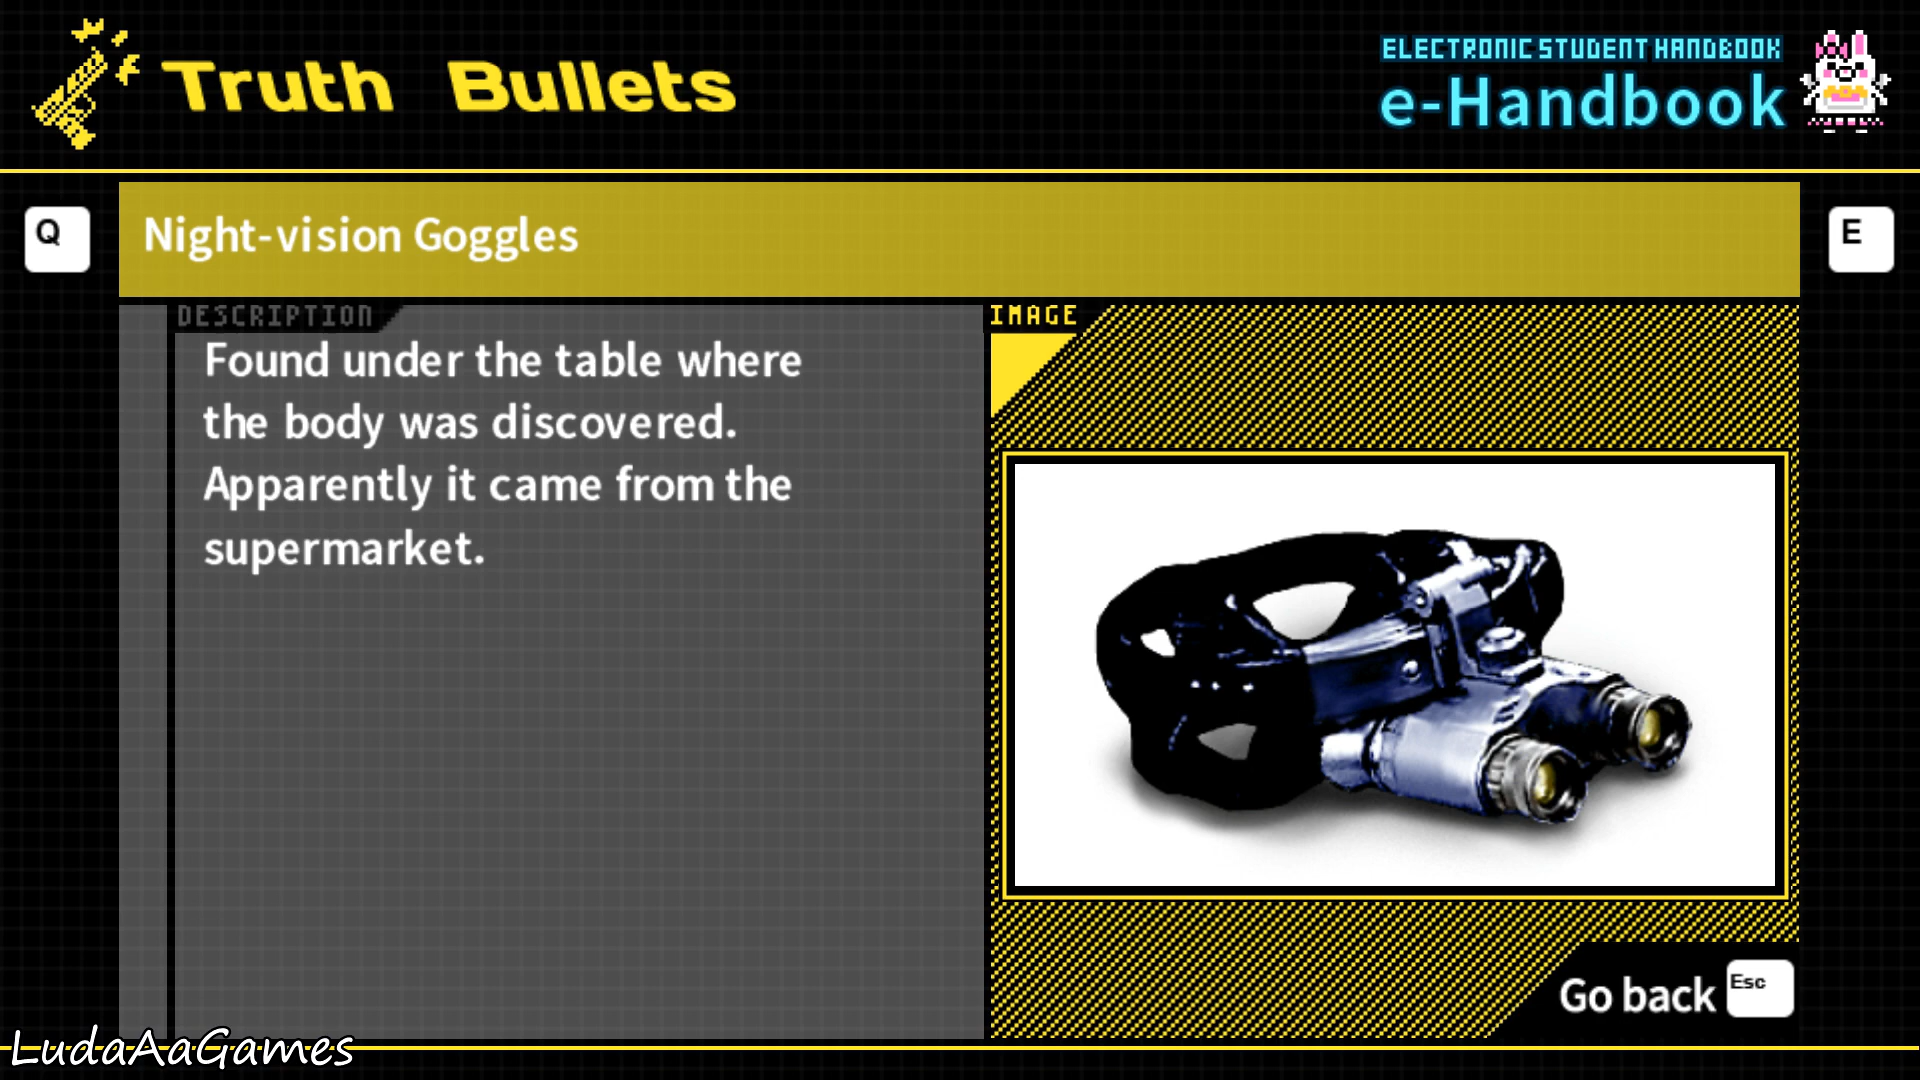 Truth Bullets
ELECTRONIC STUDENT HANDBOOK
e-Handbook
Q
Night-vision Goggles
E
DESCRIPTION
Found under the table where
the body was discovered.
Apparently it came from the
supermarket.
IMAGE
Go back Esc
LudaAaGames